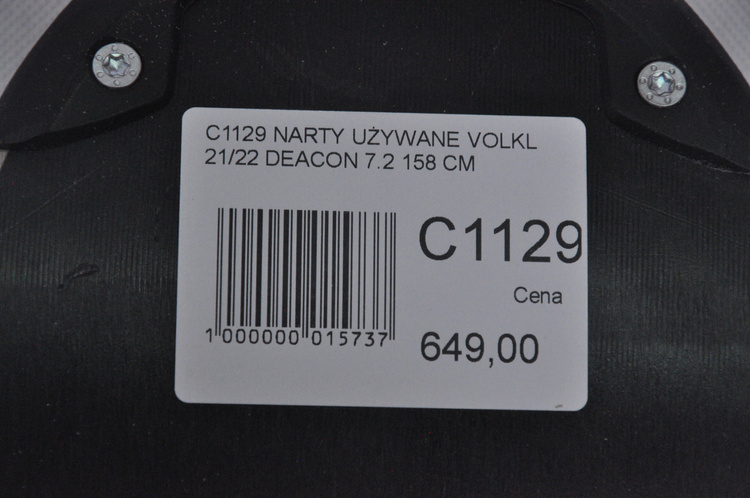 C1129 NARTY UŻYWANE VOLKL
21/22 DEACON 7.2 158 CM
C1129
Cena
1 000000 015737
649,00